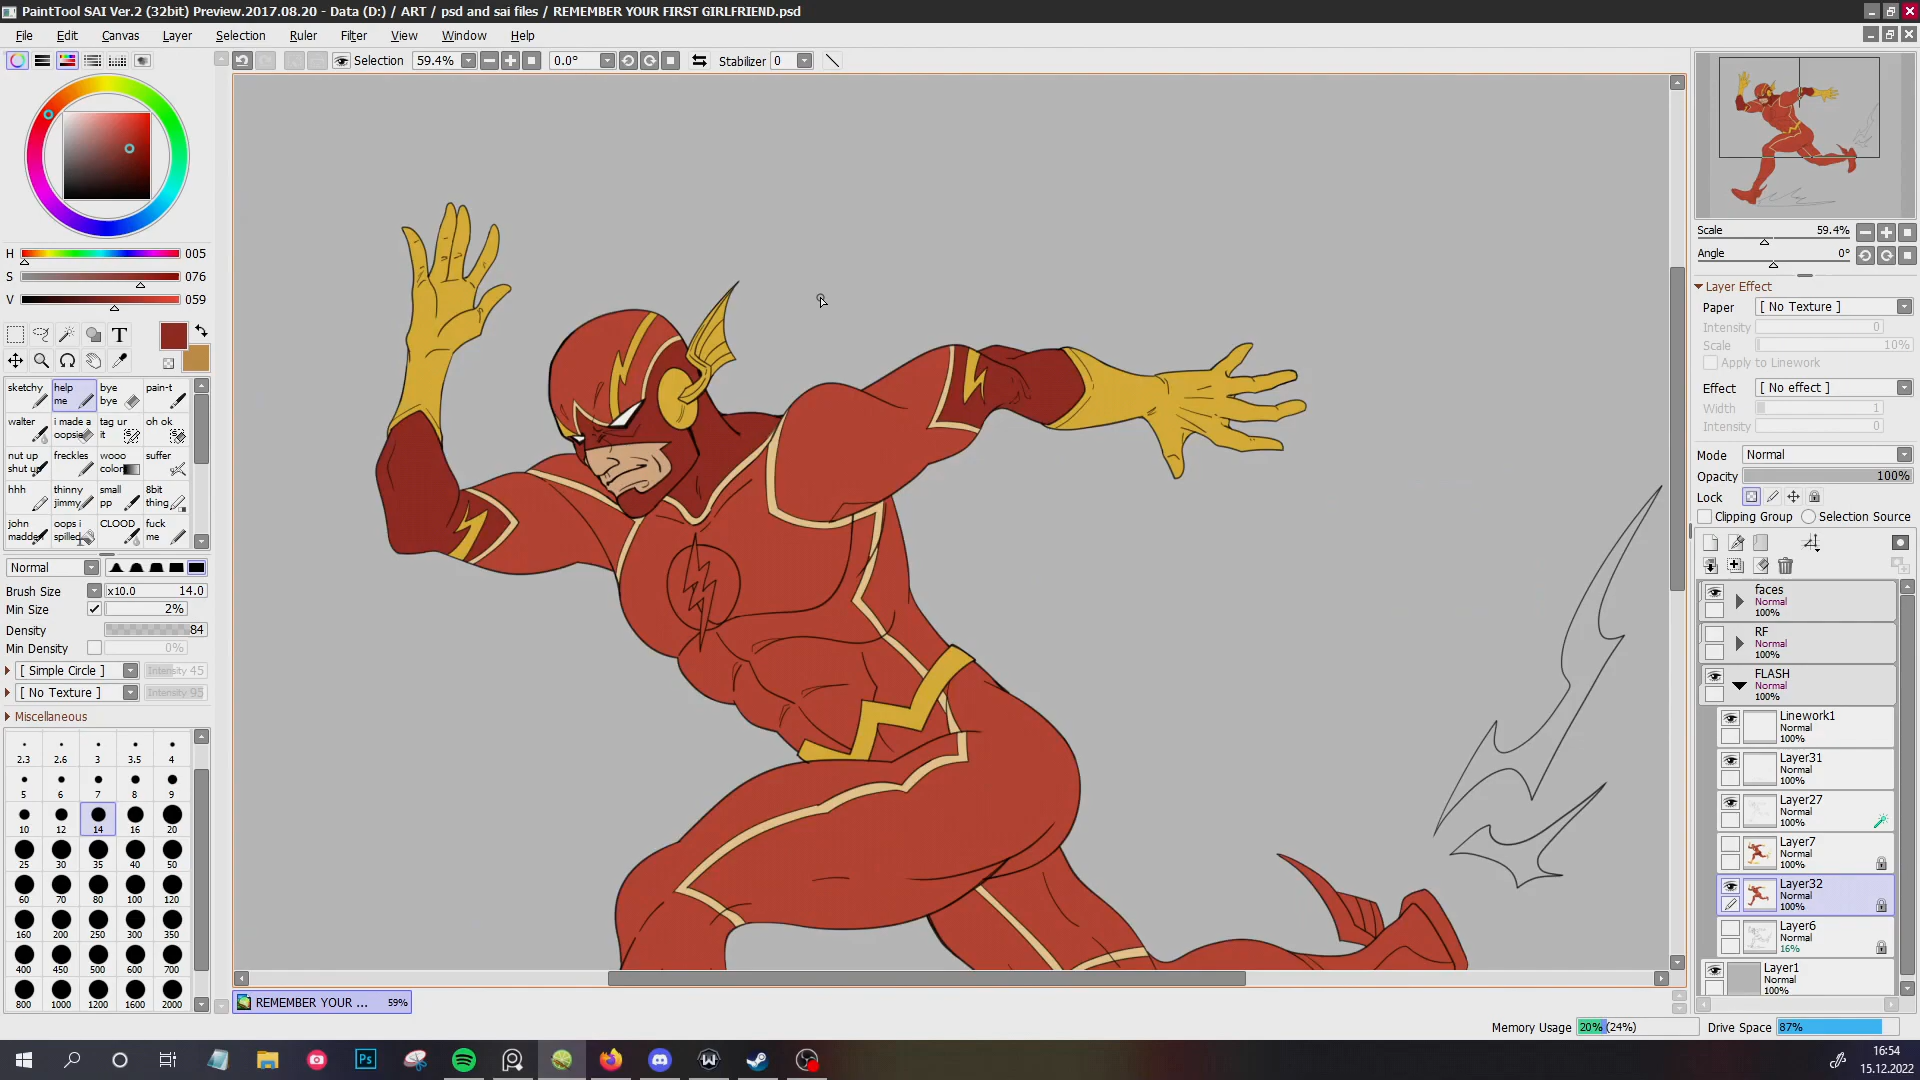 PaintTool SAI Ver.2 (32bit) Preview.2017.08.20 - Data (D:) / ART / psd and sai files / REMEMBER YOUR FIRST GIRLFRIEND.psd
File Edit Canvas Layer Selection Ruler Filter View Window Help
Selection 59.4% 0.0° Stabilizer 0
H 005
S 076
V 059
T
sketchy help me bye bye pain-t
walter i made a oopsie tag ur it oh ok
nut up shut up freckles wooo color suffer
hhh thinny jimmy small pp 8bit thing
john madden oops i spilled CLOOD fuck me
Normal
Brush Size x10.0 14.0
Min Size 2%
Density 84
Min Density 0%
[ Simple Circle ] Intensity 45
[ No Texture ] Intensity 95
Miscellaneous
2.3 2.6 3 3.5 4
5 6 7 8 9
10 12 14 16 20
25 30 35 40 50
60 70 80 100 120
160 200 250 300 350
400 450 500 600 700
800 1000 1200 1600 2000
Scale 59.4%
Angle 0°
Layer Effect
Paper [ No Texture ]
Intensity 0
Scale 10%
Apply to Linework
Effect [ No effect ]
Width 1
Intensity 0
Mode Normal
Opacity 100%
Lock
Clipping Group Selection Source
faces
Normal
100%
RF
Normal
100%
FLASH
Normal
100%
Linework1
Normal
100%
Layer31
Normal
100%
Layer27
Normal
100%
Layer7
Normal
100%
Layer32
Normal
100%
Layer6
Normal
16%
Layer1
Normal
100%
REMEMBER YOUR ... 59%
Memory Usage 20% (24%) Drive Space 87%
Ps
16:54
15.12.2022